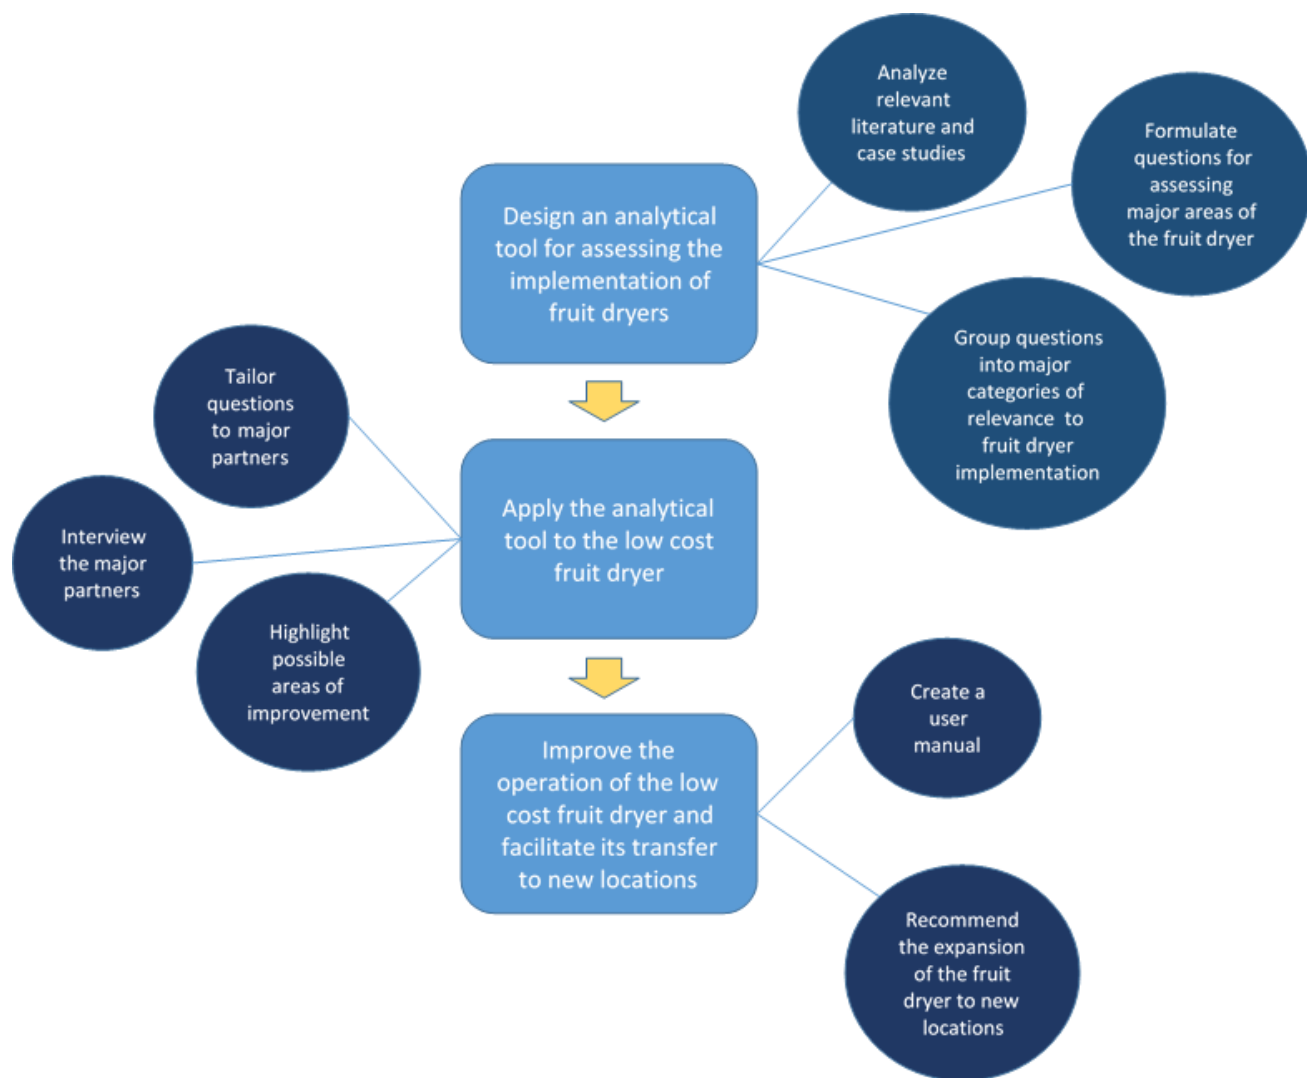 Analyze
relevant
literature and
case studies
Formulate
questions for
assessing
major areas of
the fruit dryer
Design an analytical
tool for assessing the
implementation of
fruit dryers
Group questions
into major
categories of
relevance to
fruit dryer
implementation
Tailor
questions
to major
partners
Interview
the major
partners
Highlight
possible
areas of
improvement
Apply the analytical
tool to the low cost
fruit dryer
Improve the
operation of the low
cost fruit dryer and
facilitate its transfer
to new locations
Create a
user
manual
Recommend
the expansion
of the fruit
dryer to new
locations